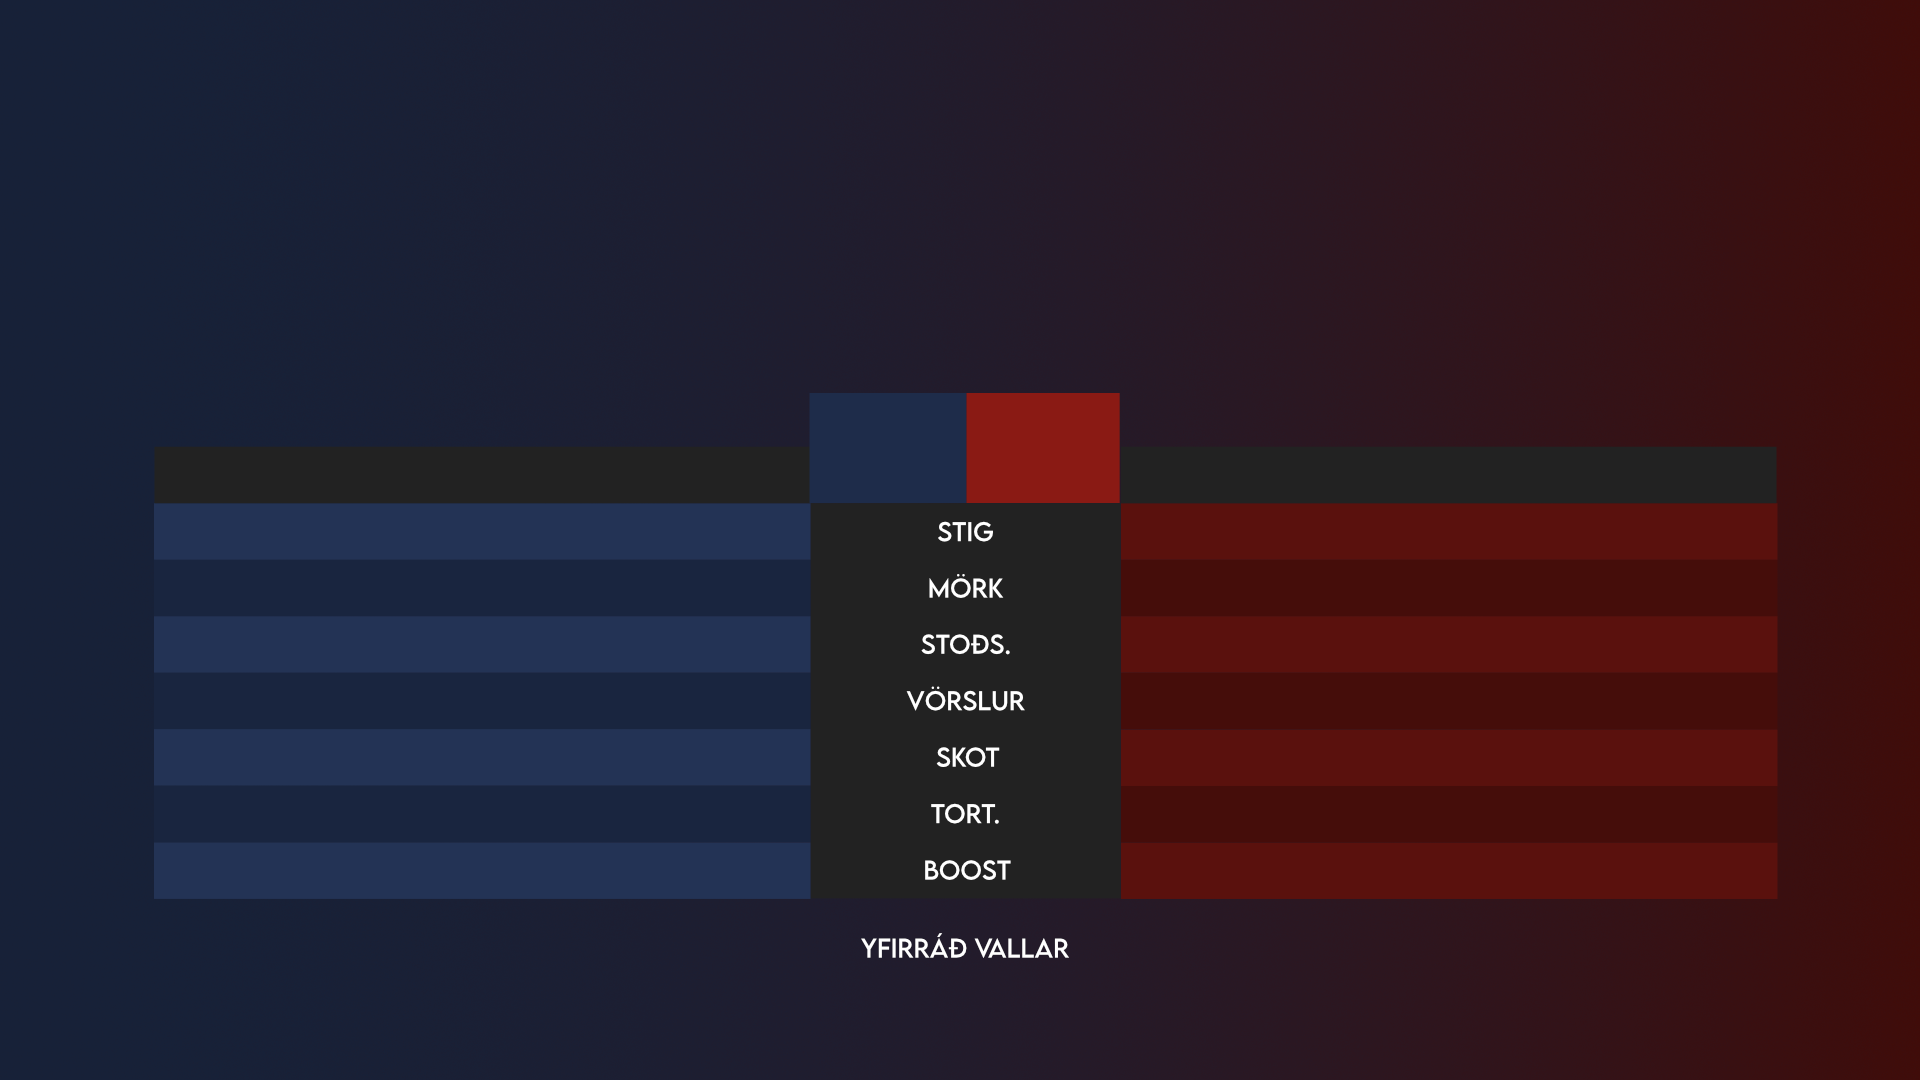 STIG
MÖRK
STOÐS.
VÖRSLUR
SKOT
TORT.
BOOST
YFIRRÁÐ VALLAR